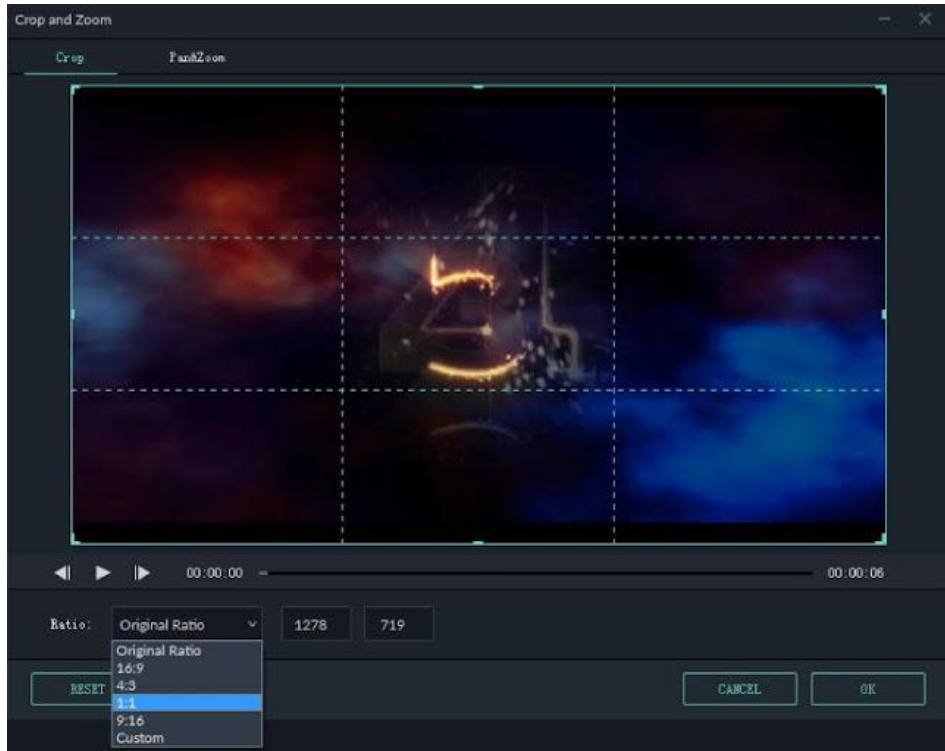 Crop and Zoom
Crop Pan&Zoom
00:00:00 00:00:06
Ratio: Original Ratio 1278 719
Original Ratio
16:9
4:3
1:1
9:16
Custom
RESET CANCEL OK